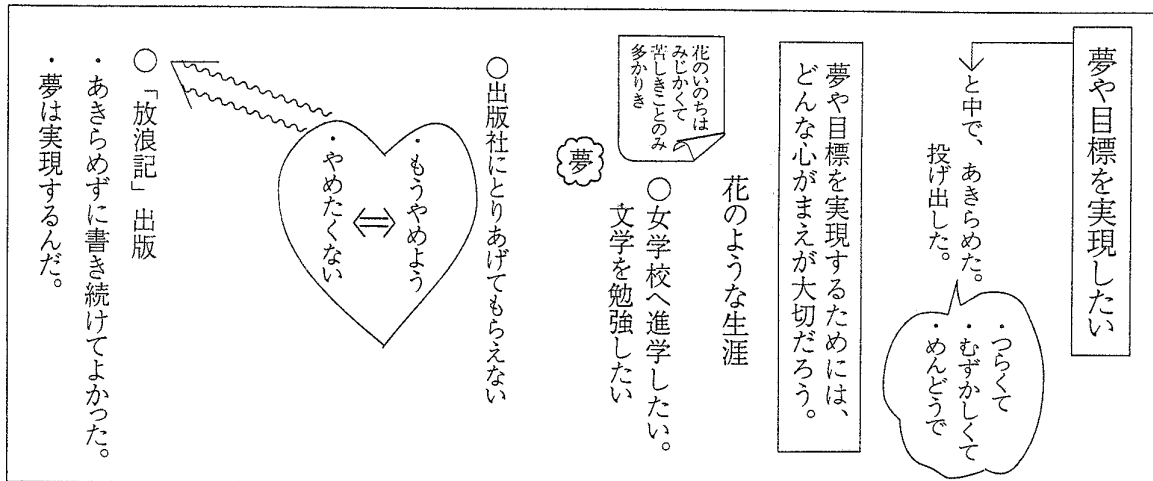 夢や目標を実現したい
と中で、あきらめた。
投げ出した。
・つらくて
・むずかしくて
・めんどうで
夢や目標を実現するためには、
どんな心がまえが大切だろう。
花のような生涯
花のいのちは
みじかくて
苦しきことのみ
多かりき
夢
○女学校へ進学したい。
文学を勉強したい
○出版社にとりあげてもらえない
・もうやめよう
⇔
・やめたくない
○「放浪記」出版
・あきらめずに書き続けてよかった。
・夢は実現するんだ。